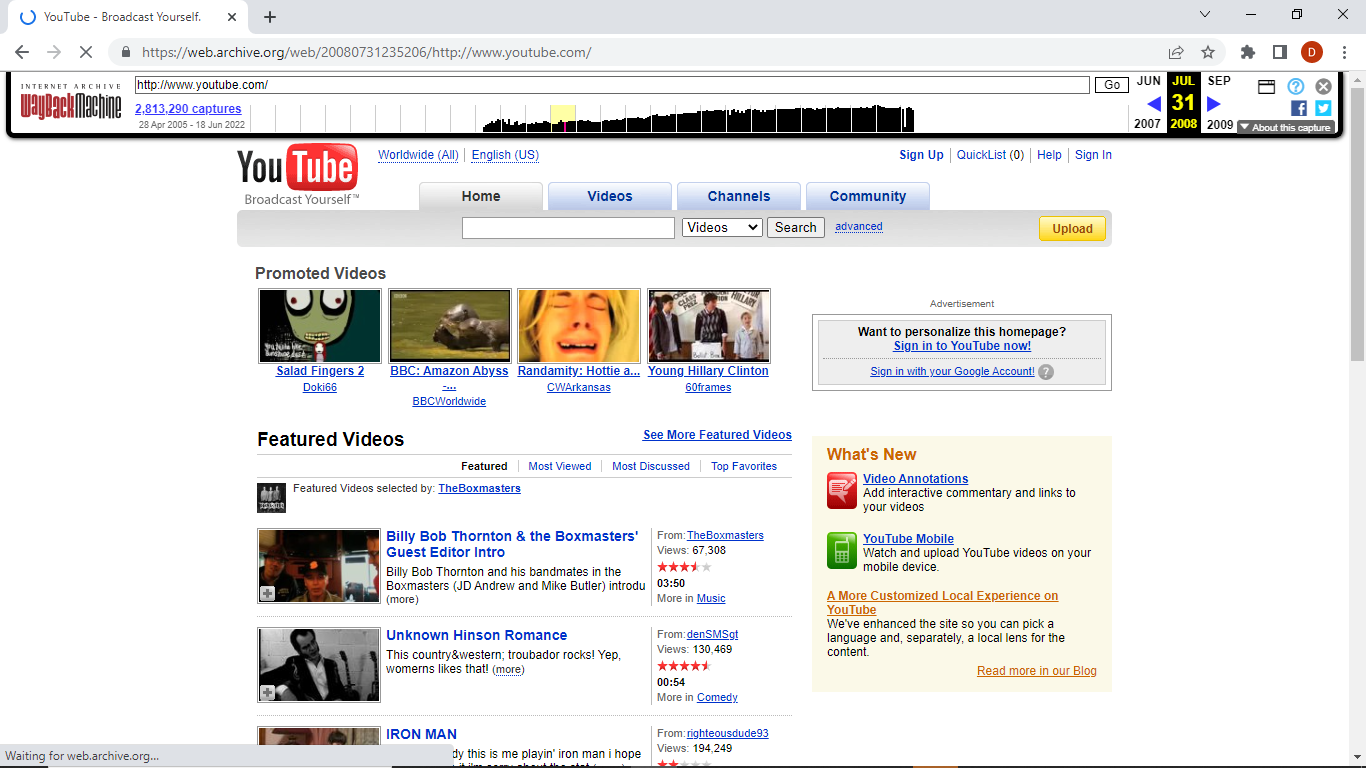 YouTube - Broadcast Yourself.
https://web.archive.org/web/20080731235206/http://www.youtube.com/
D
INTERNET ARCHIVE
WayBackMachine
http://www.youtube.com/
Go
JUN JUL SEP
2,813,290 captures
31
28 Apr 2005 - 18 Jun 2022
2007 2008 2009
About this capture
YouTube
Broadcast Yourself™
Worldwide (All) English (US)
Sign Up QuickList (0) Help Sign In
Home Videos Channels Community
Videos Search advanced Upload
Promoted Videos
Salad Fingers 2
Doki66
BBC: Amazon Abyss
-...
BBCWorldwide
Randamity: Hottie a...
CWArkansas
Young Hillary Clinton
60frames
Advertisement
Want to personalize this homepage?
Sign in to YouTube now!
Sign in with your Google Account! ?
Featured Videos
See More Featured Videos
Featured Most Viewed Most Discussed Top Favorites
Featured Videos selected by: TheBoxmasters
Billy Bob Thornton & the Boxmasters'
Guest Editor Intro
Billy Bob Thornton and his bandmates in the
Boxmasters (JD Andrew and Mike Butler) introdu
(more)
From: TheBoxmasters
Views: 67,308
03:50
More in Music
Unknown Hinson Romance
This country&western; troubador rocks! Yep,
womerns likes that! (more)
From: denSMSgt
Views: 130,469
00:54
More in Comedy
IRON MAN
dy this is me playin' iron man i hope
From: righteousdude93
Views: 194,249
What's New
Video Annotations
Add interactive commentary and links to
your videos
YouTube Mobile
Watch and upload YouTube videos on your
mobile device.
A More Customized Local Experience on
YouTube
We've enhanced the site so you can pick a
language and, separately, a local lens for the
content.
Read more in our Blog
Waiting for web.archive.org...